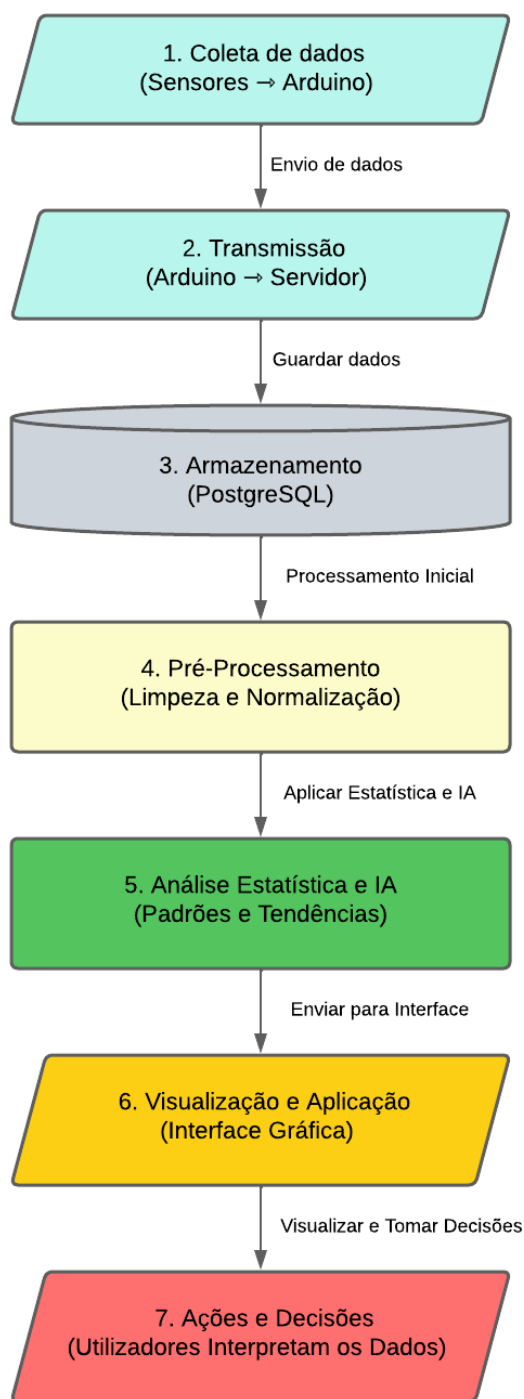 1. Coleta de dados
(Sensores → Arduino)
Envio de dados
2. Transmissão
(Arduino → Servidor)
Guardar dados
3. Armazenamento
(PostgreSQL)
Processamento Inicial
4. Pré-Processamento
(Limpeza e Normalização)
Aplicar Estatística e IA
5. Análise Estatística e IA
(Padrões e Tendências)
Enviar para Interface
6. Visualização e Aplicação
(Interface Gráfica)
Visualizar e Tomar Decisões
7. Ações e Decisões
(Utilizadores Interpretam os Dados)